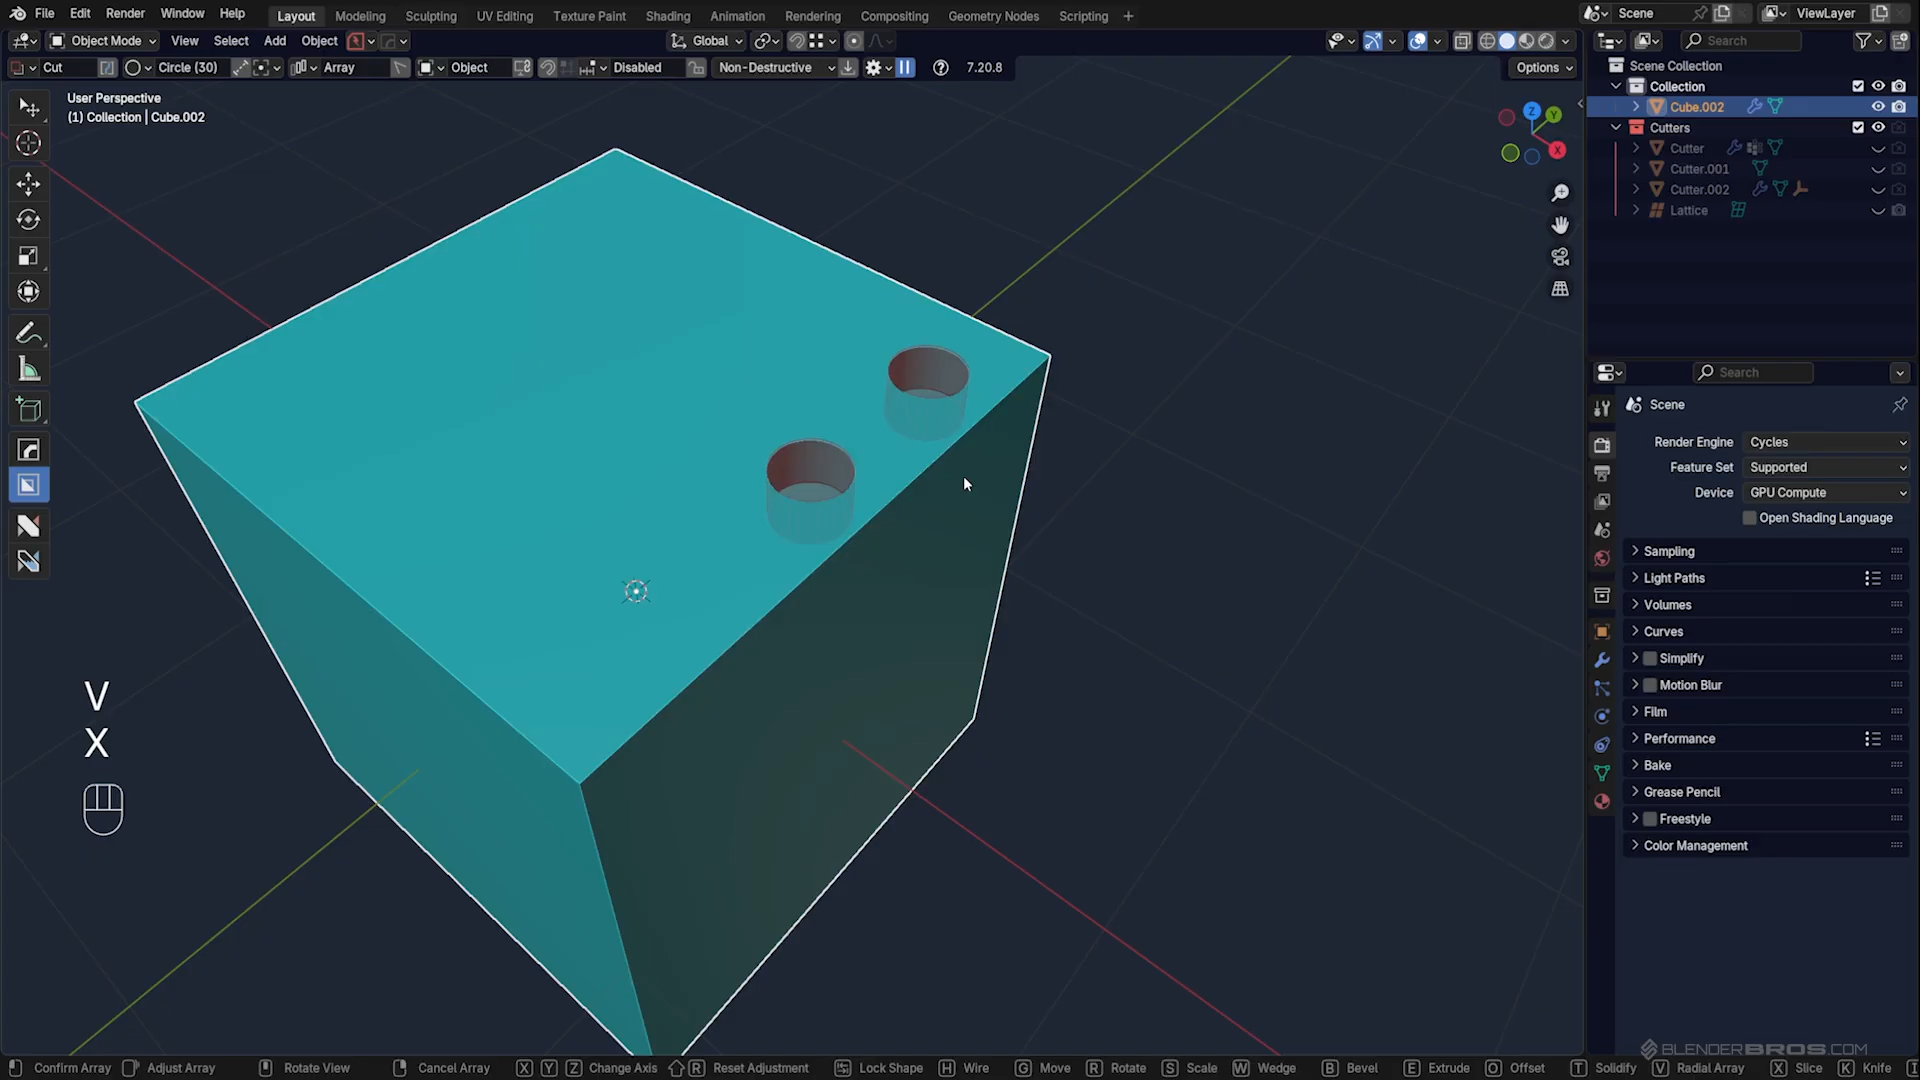 File Edit Render Window Help
Layout Modeling Sculpting UV Editing Texture Paint Shading Animation Rendering Compositing Geometry Nodes Scripting +
Scene
ViewLayer
Object Mode View Select Add Object
Global
Search
Cut Circle (30) Array Object Disabled Non-Destructive 7.20.8
Options
User Perspective
(1) Collection | Cube.002
Z
Y
X
Scene Collection
Collection
Cube.002
Cutters
Cutter
Cutter.001
Cutter.002
Lattice
Search
Scene
Render Engine Cycles
Feature Set Supported
Device GPU Compute
Open Shading Language
Sampling
Light Paths
Volumes
Curves
Simplify
Motion Blur
Film
Performance
Bake
Grease Pencil
Freestyle
Color Management
V
X
BLENDERBROS.COM
Confirm Array Adjust Array Rotate View Cancel Array X Y Z Change Axis R Reset Adjustment Lock Shape H Wire G Move R Rotate S Scale W Wedge B Bevel E Extrude O Offset T Solidify V Radial Array X Slice K Knife